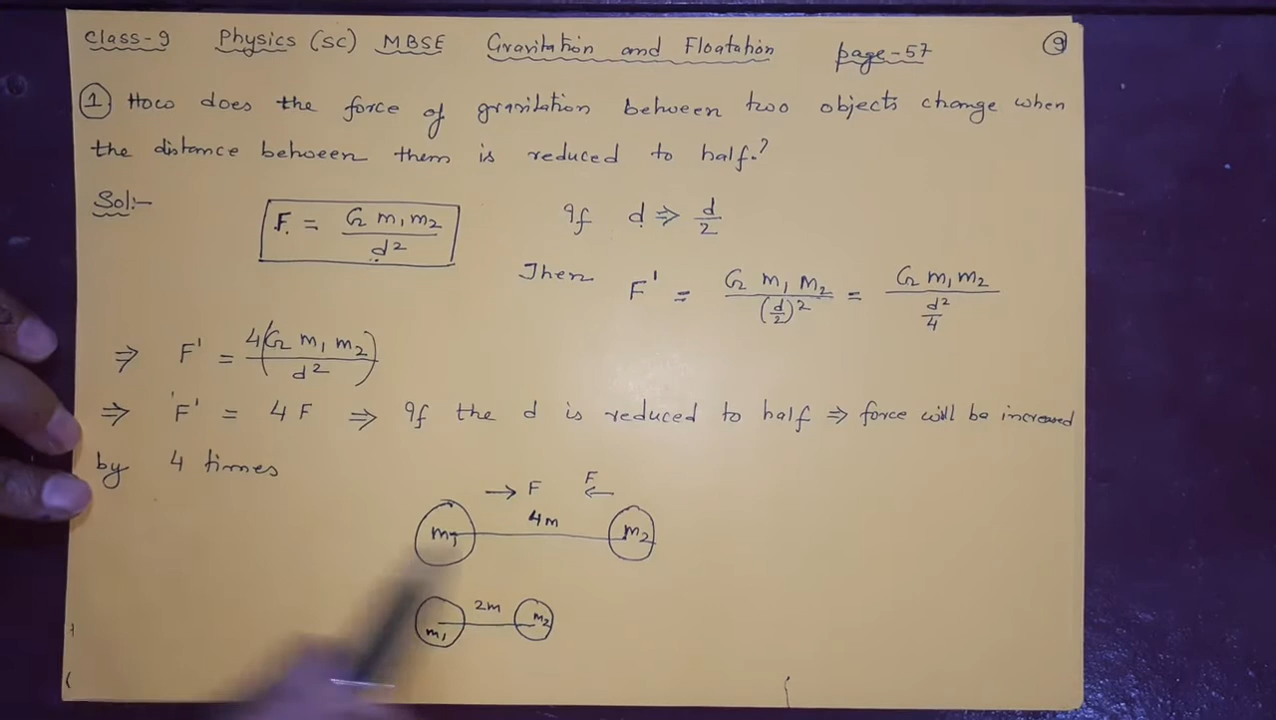 Class-9 Physics (SC) MBSE Gravitation and Floatation page-57 9
1 How does the force of gravitation between two objects change when
the distance between them is reduced to half.?
Sol:-
F = G m1 m2 / d²
If d ⇒ d/2
Then F' = G m1 m2 / (d/2)² = G m1 m2 / d²/4
⇒ F' = 4(G m1 m2 / d²)
⇒ F' = 4 F ⇒ If the d is reduced to half ⇒ force will be increased
by 4 times
→ F F ←
m1 4m m2
m1 2m m2